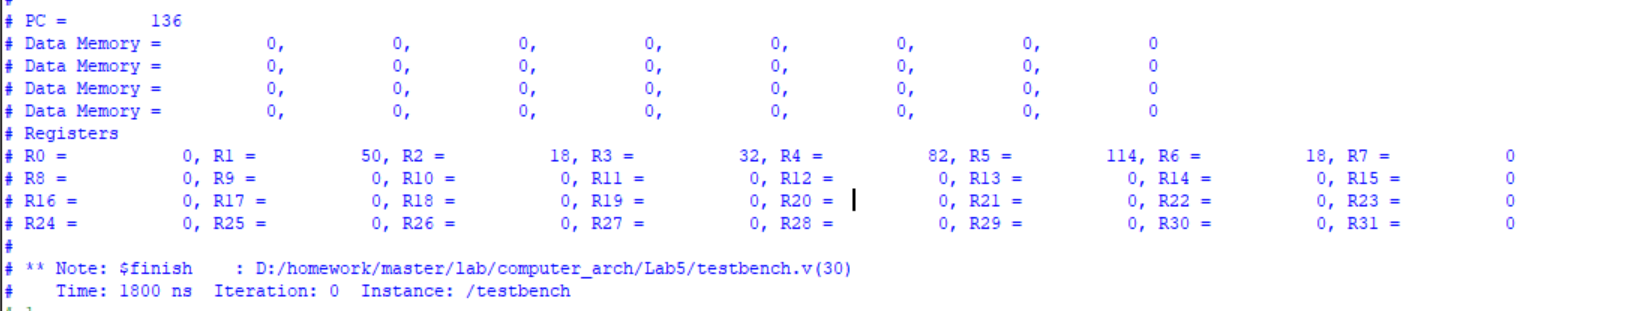 # PC = 136
# Data Memory = 0, 0, 0, 0, 0, 0, 0, 0
# Data Memory = 0, 0, 0, 0, 0, 0, 0, 0
# Data Memory = 0, 0, 0, 0, 0, 0, 0, 0
# Data Memory = 0, 0, 0, 0, 0, 0, 0, 0
# Registers
# R0 = 0, R1 = 50, R2 = 18, R3 = 32, R4 = 82, R5 = 114, R6 = 18, R7 = 0
# R8 = 0, R9 = 0, R10 = 0, R11 = 0, R12 = 0, R13 = 0, R14 = 0, R15 = 0
# R16 = 0, R17 = 0, R18 = 0, R19 = 0, R20 = 0, R21 = 0, R22 = 0, R23 = 0
# R24 = 0, R25 = 0, R26 = 0, R27 = 0, R28 = 0, R29 = 0, R30 = 0, R31 = 0
#
# ** Note: $finish : D:/homework/master/lab/computer_arch/Lab5/testbench.v(30)
# Time: 1800 ns Iteration: 0 Instance: /testbench